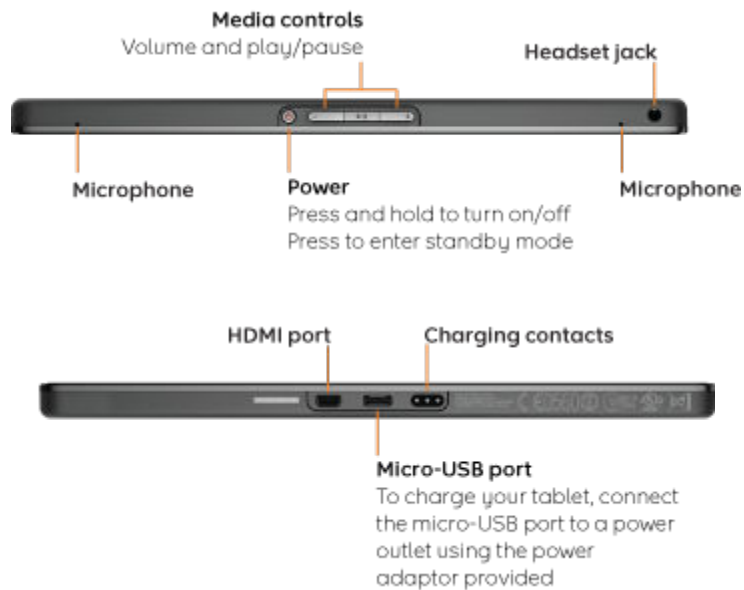 Media controls
Volume and play/pause
Headset jack
Microphone
Power
Press and hold to turn on/off
Press to enter standby mode
Microphone
HDMI port
Charging contacts
Micro-USB port
To charge your tablet, connect
the micro-USB port to a power
outlet using the power
adaptor provided